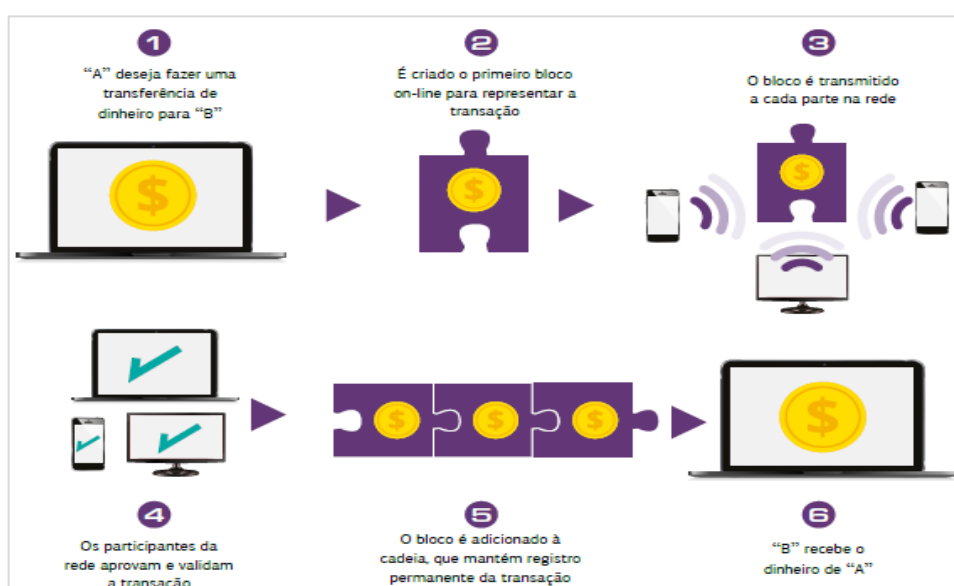 1
“A” deseja fazer uma
transferência de
dinheiro para “B”
2
É criado o primeiro bloco
on-line para representar a
transação
3
O bloco é transmitido
a cada parte na rede
$
$
$
$
$
$
$
4
Os participantes da
rede aprovam e validam
a transação
5
O bloco é adicionado à
cadeia, que mantém registro
permanente da transação
6
“B” recebe o
dinheiro de “A”